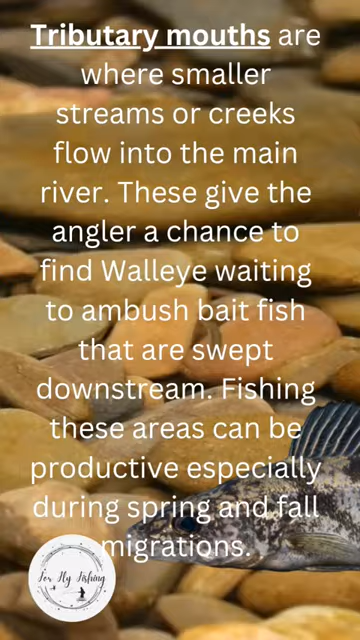 Tributary mouths are
where smaller
streams or creeks
flow into the main
river. These give the
angler a chance to
find Walleye waiting
to ambush bait fish
that are swept
downstream. Fishing
these areas can be
productive especially
during spring and fall
migrations.
For Fly Fishing